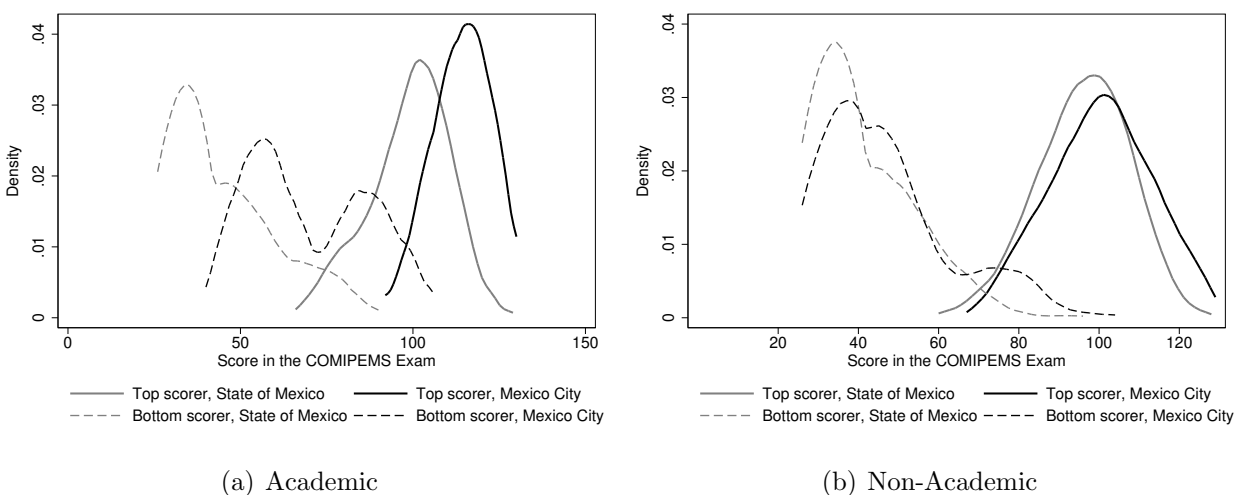 .04
.03
.02
.01
0
Density
0 50 100 150
Score in the COMIPEMS Exam
Top scorer, State of Mexico Top scorer, Mexico City
Bottom scorer, State of Mexico Bottom scorer, Mexico City
(a) Academic
.04
.03
.02
.01
0
Density
20 40 60 80 100 120
Score in the COMIPEMS Exam
Top scorer, State of Mexico Top scorer, Mexico City
Bottom scorer, State of Mexico Bottom scorer, Mexico City
(b) Non-Academic